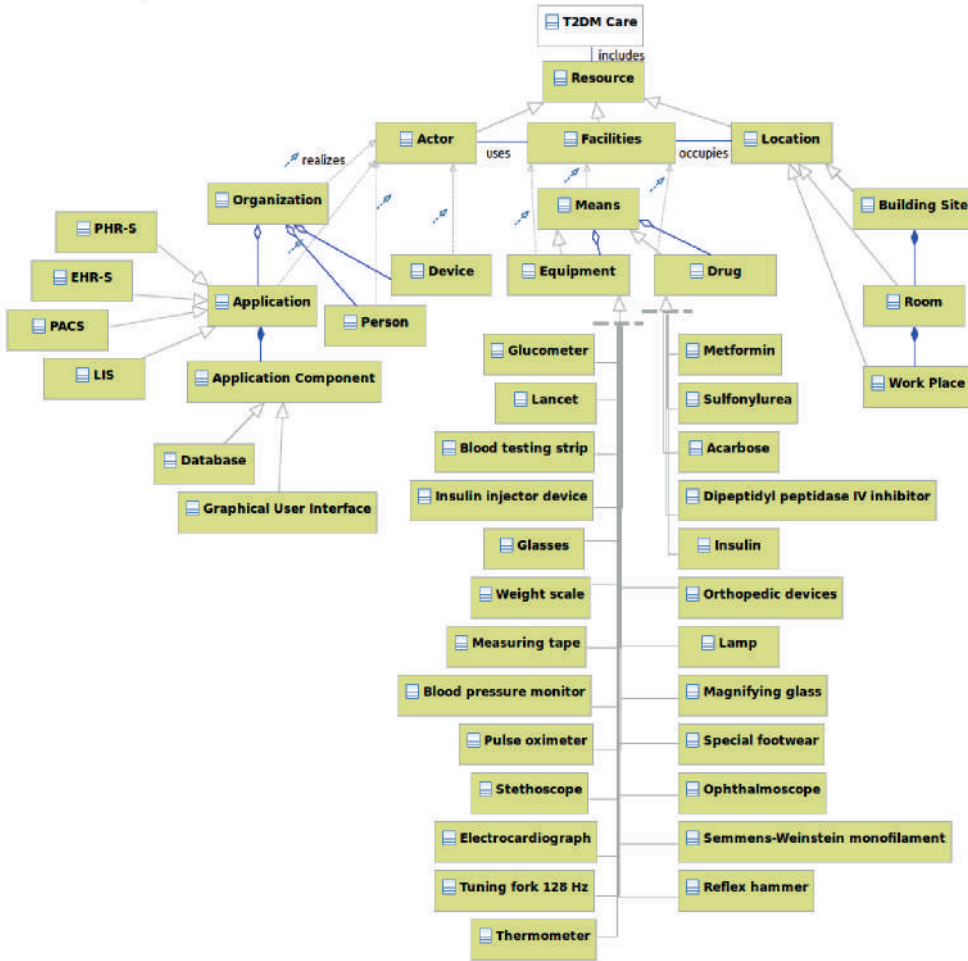 T2DM Care
includes
Resource
Actor
uses
Facilities
occupies
Location
realizes
Organization
Means
Building Site
PHR-S
EHR-S
Application
Device
Equipment
Drug
Room
PACS
Person
LIS
Application Component
Work Place
Database
Graphical User Interface
Glucometer
Metformin
Lancet
Sulfonylurea
Blood testing strip
Acarbose
Insulin injector device
Dipeptidyl peptidase IV inhibitor
Glasses
Insulin
Weight scale
Orthopedic devices
Measuring tape
Lamp
Blood pressure monitor
Magnifying glass
Pulse oximeter
Special footwear
Stethoscope
Ophthalmoscope
Electrocardiograph
Semmens-Weinstein monofilament
Tuning fork 128 Hz
Reflex hammer
Thermometer